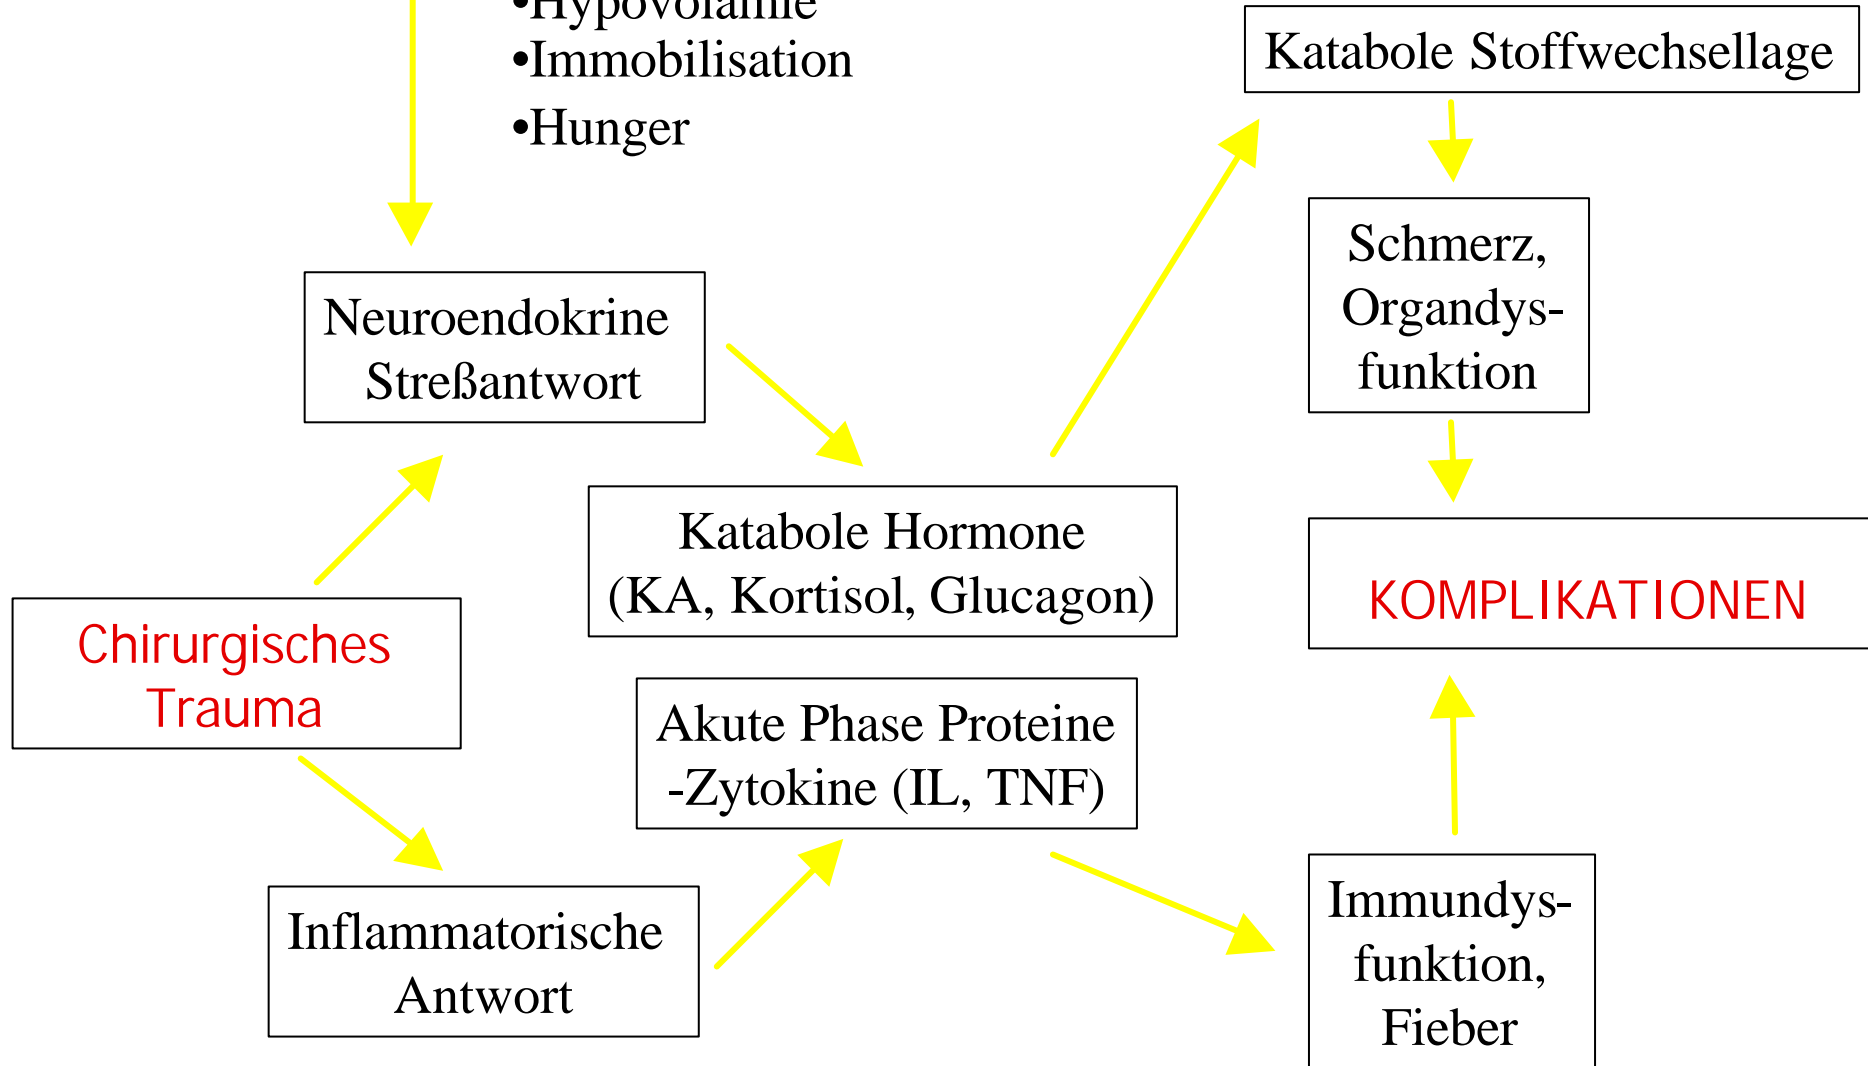 •Hypovolämie
•Immobilisation
•Hunger
Katabole Stoffwechsellage
Schmerz,
Organdys-
funktion
Neuroendokrine
Streßantwort
Katabole Hormone
(KA, Kortisol, Glucagon)
KOMPLIKATIONEN
Chirurgisches
Trauma
Akute Phase Proteine
-Zytokine (IL, TNF)
Inflammatorische
Antwort
Immundys-
funktion,
Fieber